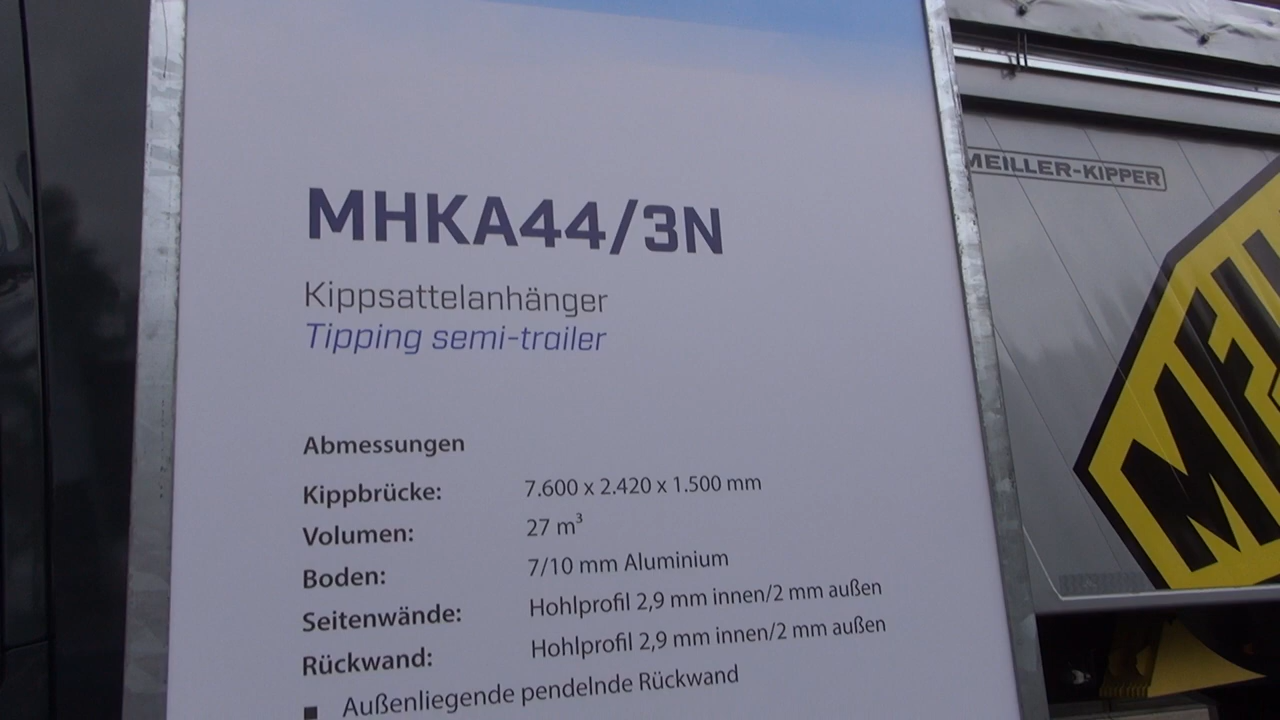 MHKA44/3N
Kippsattelanhänger
Tipping semi-trailer
Abmessungen
Kippbrücke: 7.600 x 2.420 x 1.500 mm
Volumen: 27 m³
Boden: 7/10 mm Aluminium
Seitenwände: Hohlprofil 2,9 mm innen/2 mm außen
Rückwand: Hohlprofil 2,9 mm innen/2 mm außen
■ Außenliegende pendelnde Rückwand
MEILLER-KIPPER